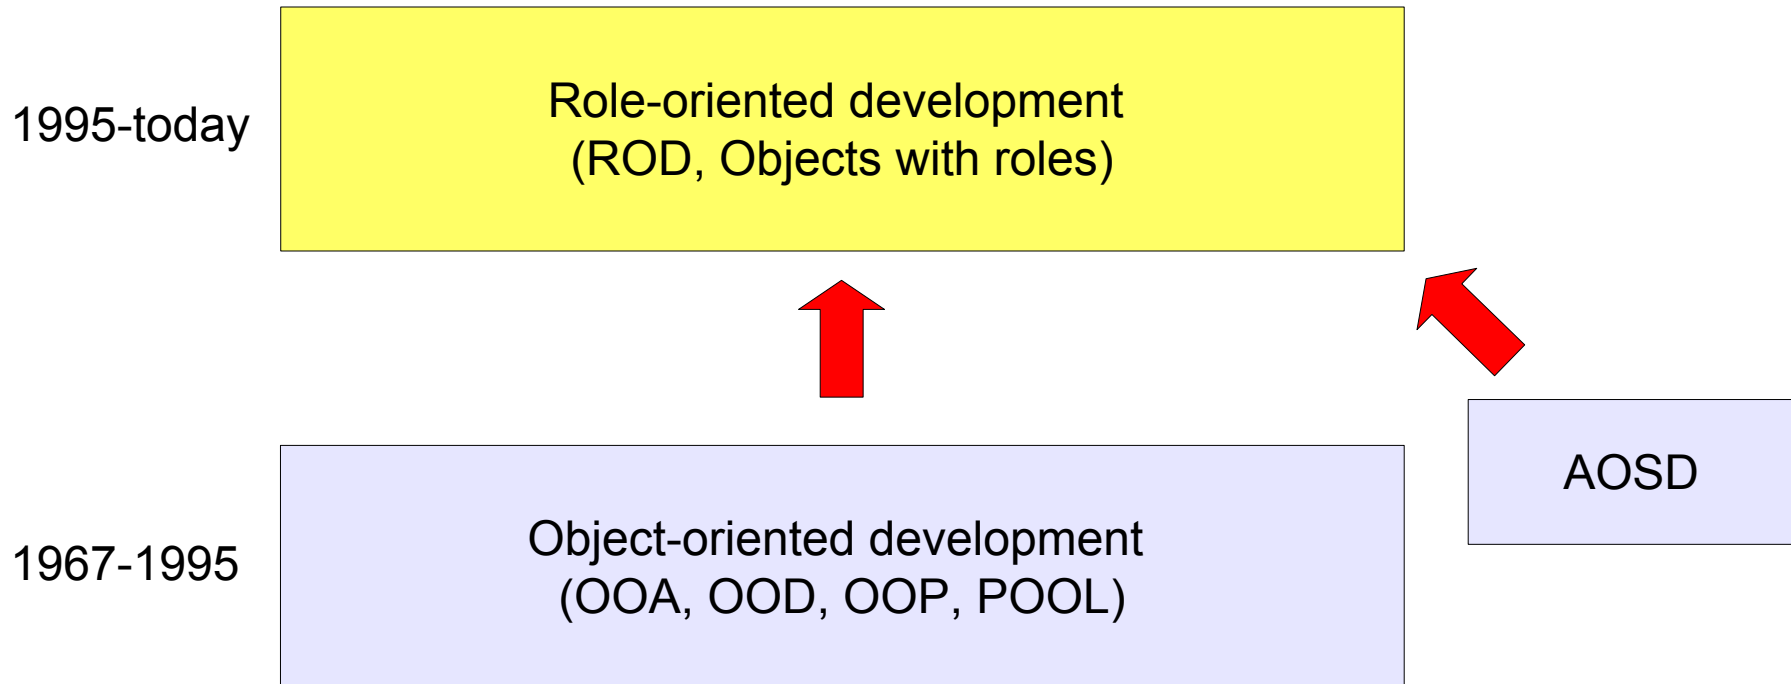 1995-today
Role-oriented development
(ROD, Objects with roles)
AOSD
1967-1995
Object-oriented development
(OOA, OOD, OOP, POOL)